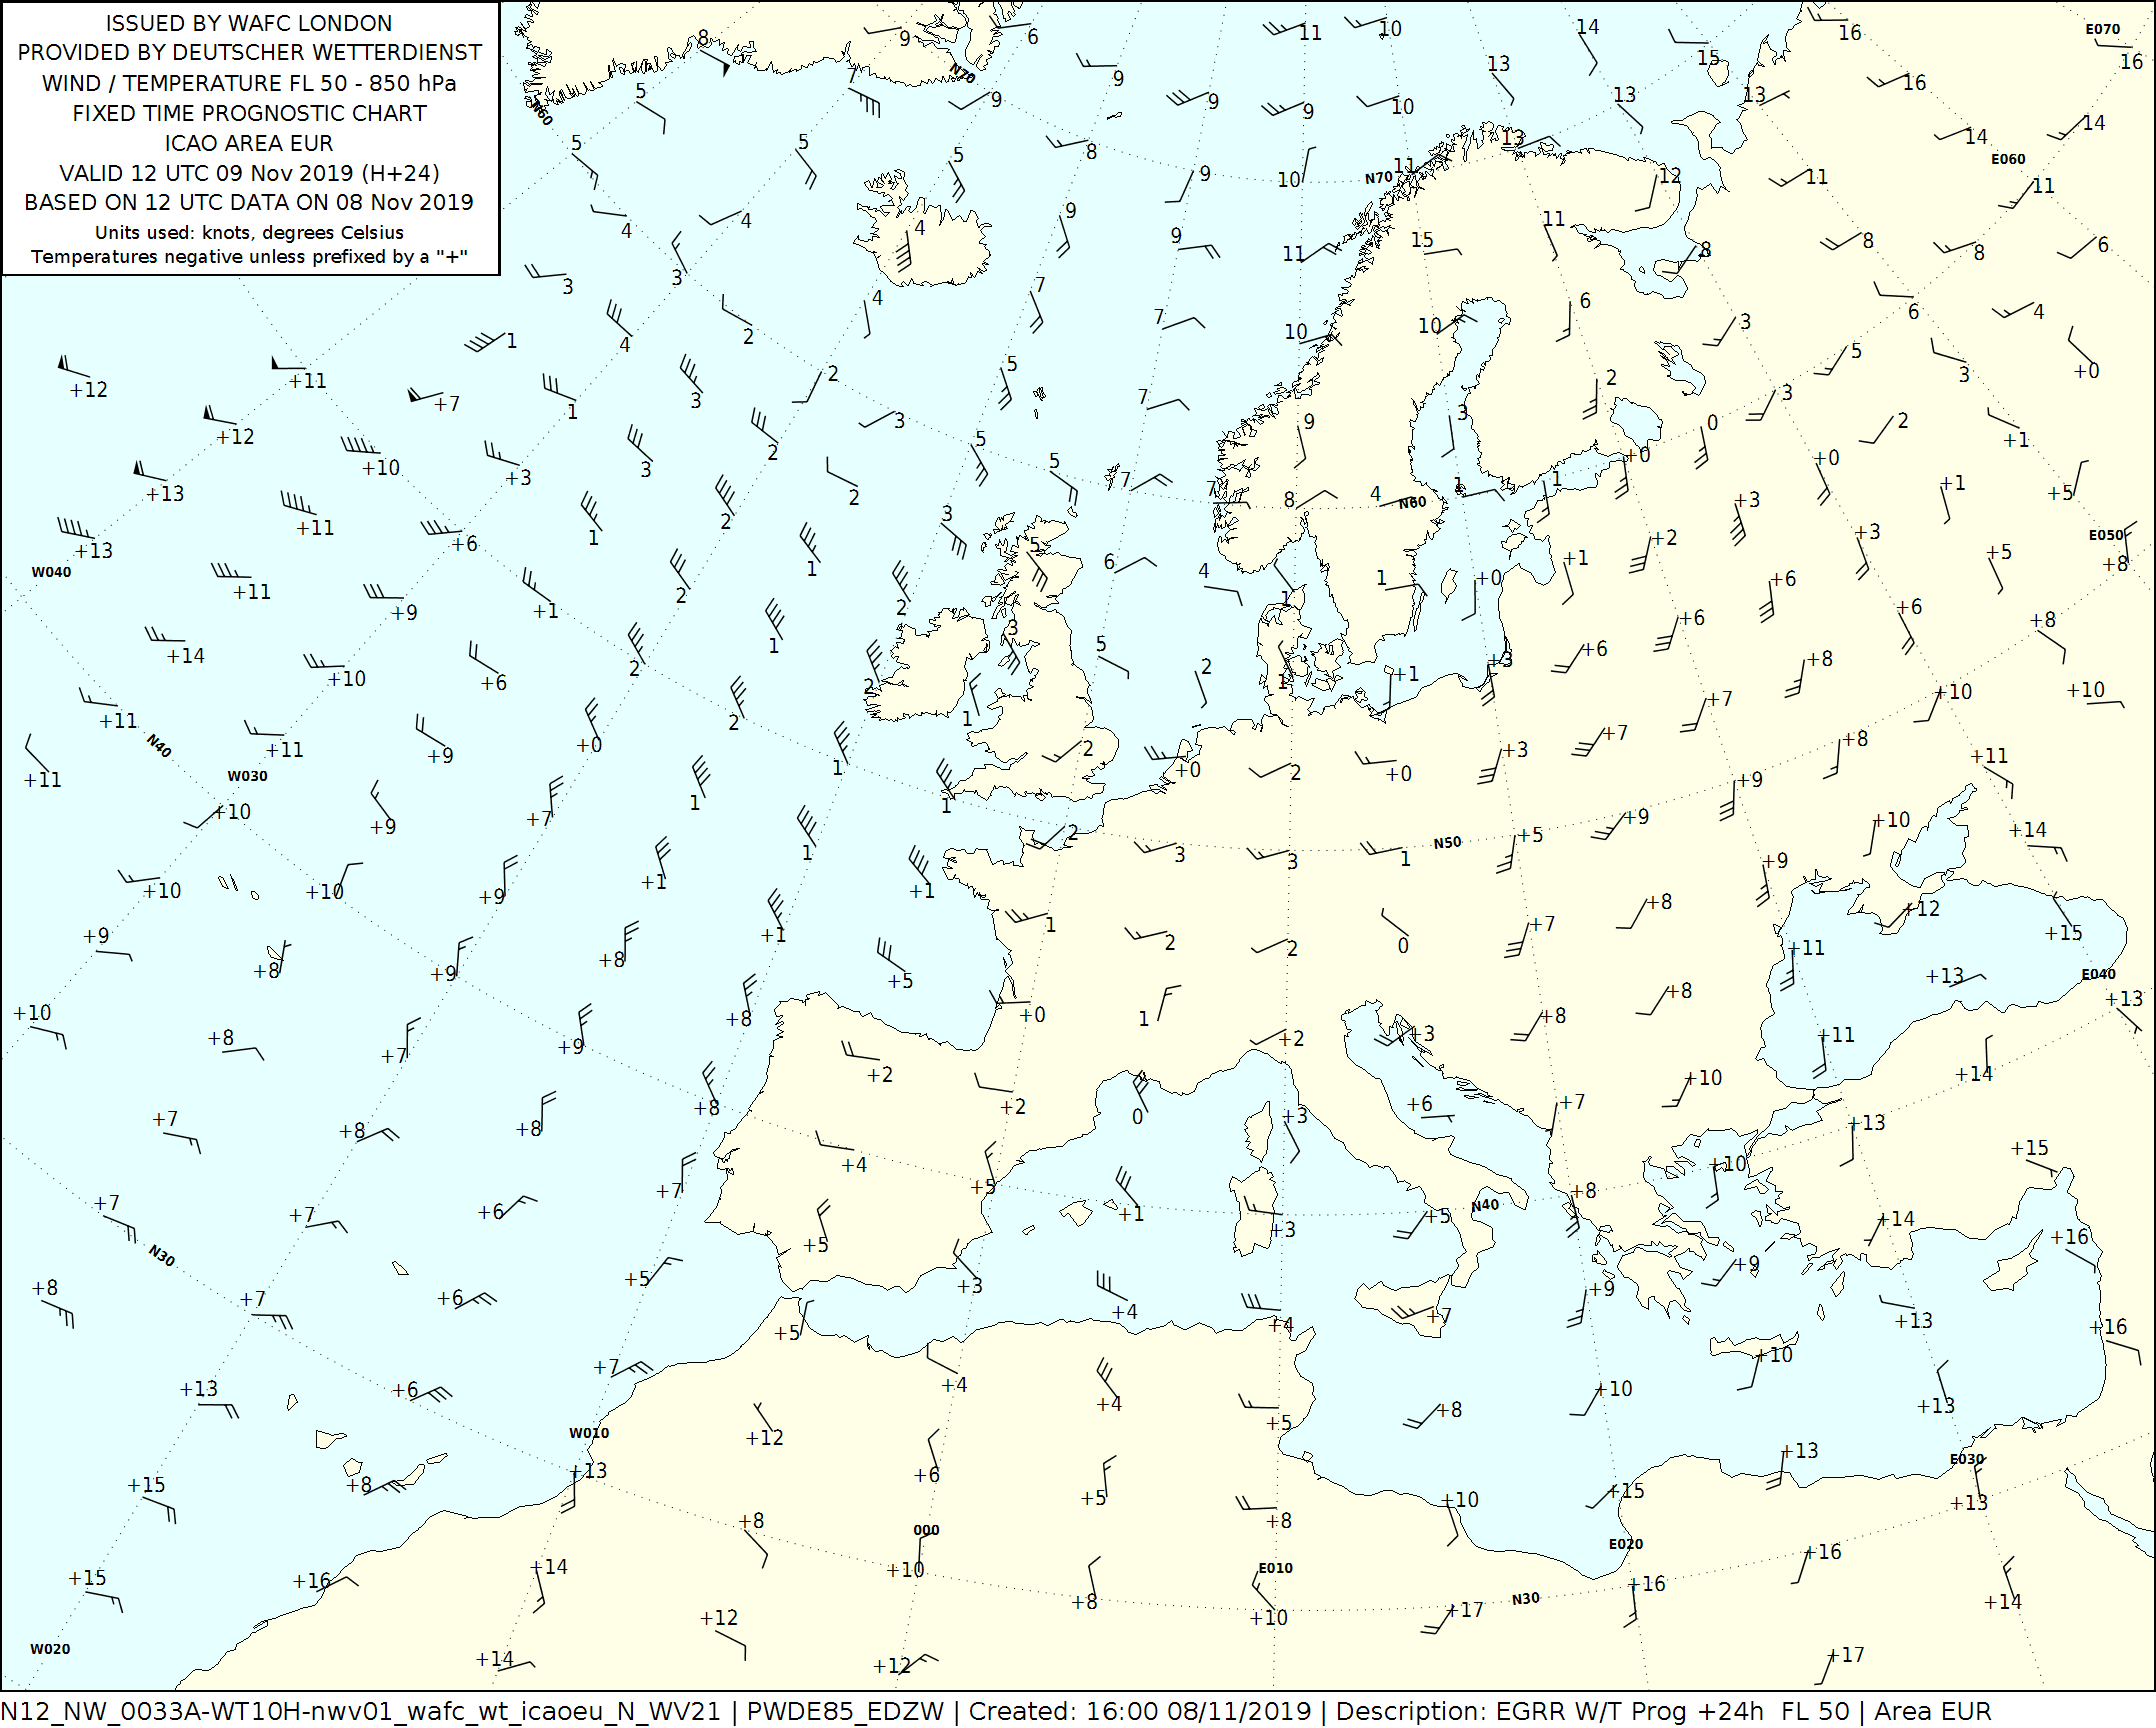 ISSUED BY WAFC LONDON
PROVIDED BY DEUTSCHER WETTERDIENST
WIND / TEMPERATURE FL 50 - 850 hPa
FIXED TIME PROGNOSTIC CHART
ICAO AREA EUR
VALID 12 UTC 09 Nov 2019 (H+24)
BASED ON 12 UTC DATA ON 08 Nov 2019
Units used: knots, degrees Celsius
Temperatures negative unless prefixed by a "+"
8 9 6 11 10 14 16 E070
7 N70 9 13 15 16
5 9 9 9 10 13 13 16
N60 5 5 5 8 13 14 14
10 N70 11 12 11 E060 11
4 4 4 9 9 11 8 8 6
3 3 9 11 15 8 8
4 7 6 6 4
1 4 2 7 10 10 3
+12 +11 +7 1 3 2 5 7 2 5 3 +0
+12 +10 3 3 5 9 3 0 3 2 +1
+13 +3 3 2 2 5 7 7 8 4 N60 1 1 +0 +0 +1 +5
+13 +11 +6 1 2 3 5 +2 +3 +3 E050
W040 +11 +9 +1 2 1 2 6 4 1 1 +0 +1 +6 +5 +8
+14 +10 +6 2 1 2 3 5 2 1 +1 +3 +6 +6 +8 +6 +8
+11 N40 +11 +9 +0 2 1 1 +7 +10 +10
+11 W030 +10 +9 +7 1 1 1 2 +0 2 +0 +3 +7 +9 +8 +11
+10 +10 +9 +1 1 +1 2 3 3 1 N50 +5 +9 +9 +10 +14
+9 +8 +9 +8 +1 +5 1 2 2 0 +7 +8 +11 +12 +15
+10 +8 +7 +9 +8 +0 1 +2 +3 +8 +8 +11 +13 E040 +13
+7 +8 +8 +8 +2 +2 0 +3 +6 +7 +10 +13 +14
+7 +7 +6 +7 +4 +5 +1 +3 +5 N40 +8 +10 +14 +15
N30 +8 +7 +6 +5 +5 +3 +4 +4 +7 +9 +9 +13 +16
+13 +6 +7 +5 +4 +4 +5 +8 +10 +10 +13 +16
+15 +8 W010 +13 +12 +6 +5 +8 +10 +15 +13 E030 +13
+15 +16 +14 +8 000 +10 +8 E010 +10 N30 E020 +16 +16 +14
W020 +14 +12 +12 +17 +17
N12_NW_0033A-WT10H-nwv01_wafc_wt_icaoeu_N_WV21 | PWDE85_EDZW | Created: 16:00 08/11/2019 | Description: EGRR W/T Prog +24h FL 50 | Area EUR